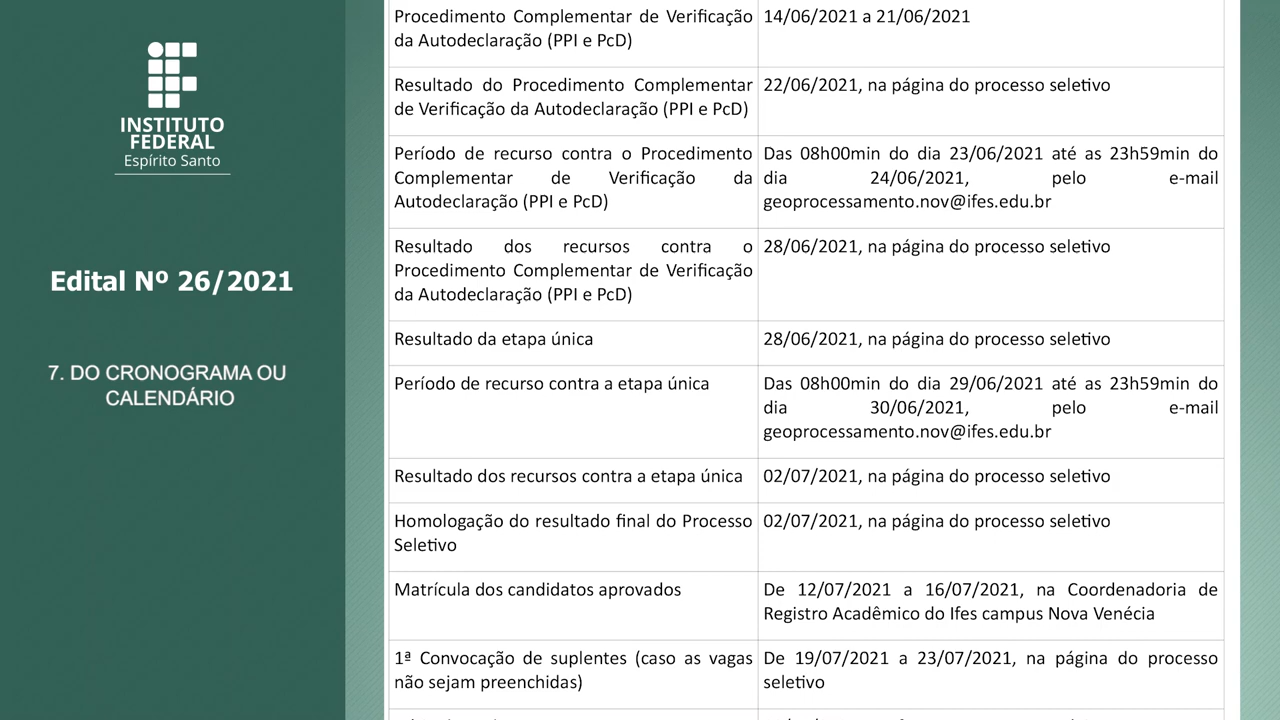 INSTITUTO
FEDERAL
Espírito Santo
Edital Nº 26/2021
7. DO CRONOGRAMA OU
CALENDÁRIO
Procedimento Complementar de Verificação
da Autodeclaração (PPI e PcD)
14/06/2021 a 21/06/2021
Resultado do Procedimento Complementar
de Verificação da Autodeclaração (PPI e PcD)
22/06/2021, na página do processo seletivo
Período de recurso contra o Procedimento
Complementar de Verificação da
Autodeclaração (PPI e PcD)
Das 08h00min do dia 23/06/2021 até as 23h59min do
dia 24/06/2021, pelo e-mail
geoprocessamento.nov@ifes.edu.br
Resultado dos recursos contra o
Procedimento Complementar de Verificação
da Autodeclaração (PPI e PcD)
28/06/2021, na página do processo seletivo
Resultado da etapa única
28/06/2021, na página do processo seletivo
Período de recurso contra a etapa única
Das 08h00min do dia 29/06/2021 até as 23h59min do
dia 30/06/2021, pelo e-mail
geoprocessamento.nov@ifes.edu.br
Resultado dos recursos contra a etapa única
02/07/2021, na página do processo seletivo
Homologação do resultado final do Processo
Seletivo
02/07/2021, na página do processo seletivo
Matrícula dos candidatos aprovados
De 12/07/2021 a 16/07/2021, na Coordenadoria de
Registro Acadêmico do Ifes campus Nova Venécia
1ª Convocação de suplentes (caso as vagas
não sejam preenchidas)
De 19/07/2021 a 23/07/2021, na página do processo
seletivo